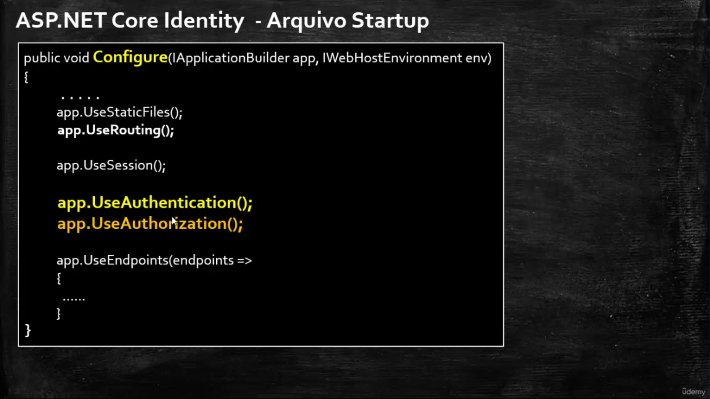 ASP.NET Core Identity - Arquivo Startup
public void Configure(IApplicationBuilder app, IWebHostEnvironment env)
{
. . . . .
app.UseStaticFiles();
app.UseRouting();
app.UseSession();
app.UseAuthentication();
app.UseAuthorization();
app.UseEndpoints(endpoints =>
{
......
}
}
ûdemy